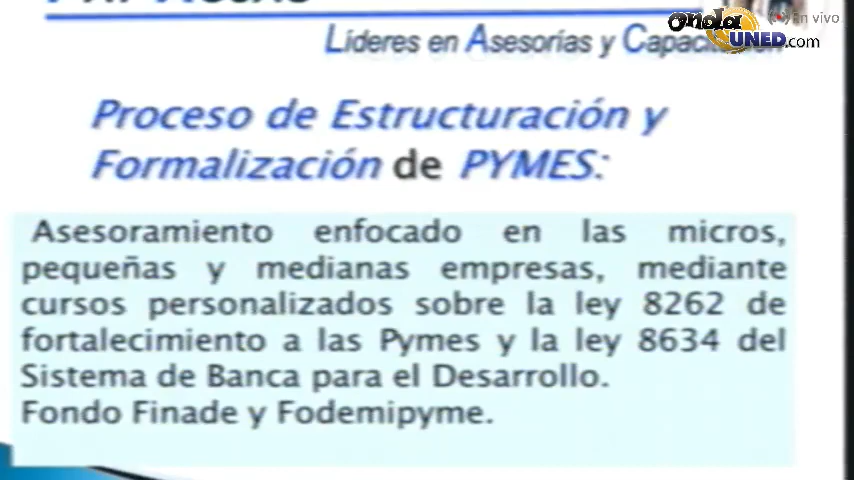 Líderes en Asesorías y
onda
UNED.com
En vivo
Proceso de Estructuración y
Formalización de PYMES:
Asesoramiento enfocado en las micros,
pequeñas y medianas empresas, mediante
cursos personalizados sobre la ley 8262 de
fortalecimiento a las Pymes y la ley 8634 del
Sistema de Banca para el Desarrollo.
Fondo Finade y Fodemipyme.